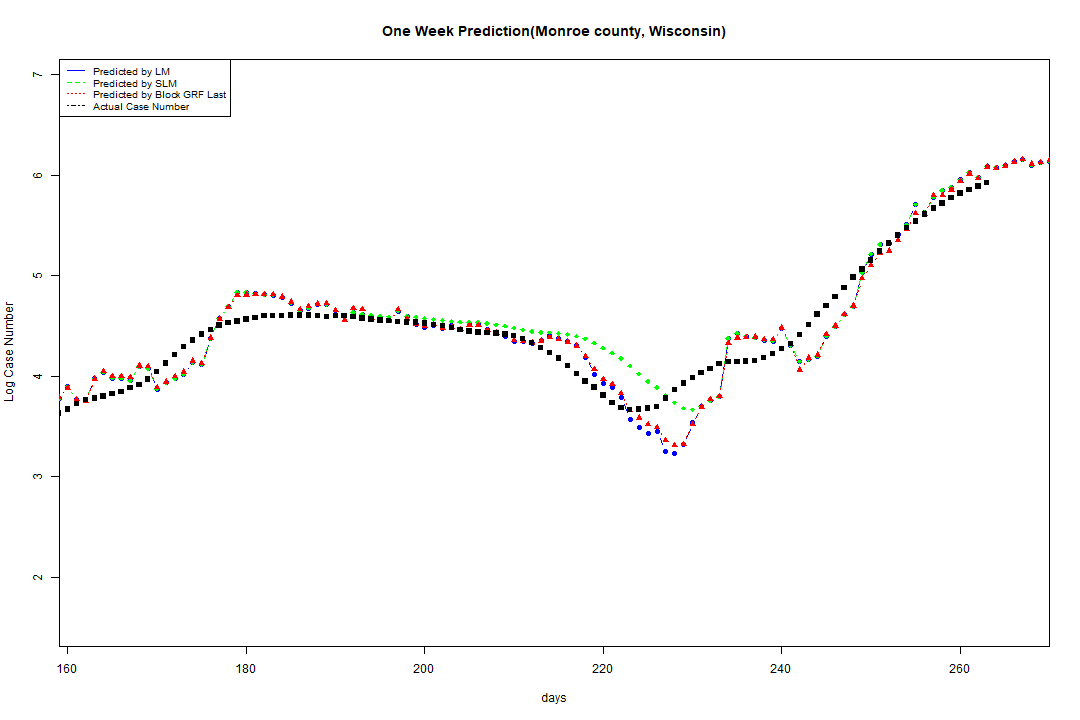 One Week Prediction(Monroe county, Wisconsin)
Predicted by LM
Predicted by SLM
Predicted by Block GRF Last
Actual Case Number
7
6
5
4
3
2
Log Case Number
160 180 200 220 240 260
days